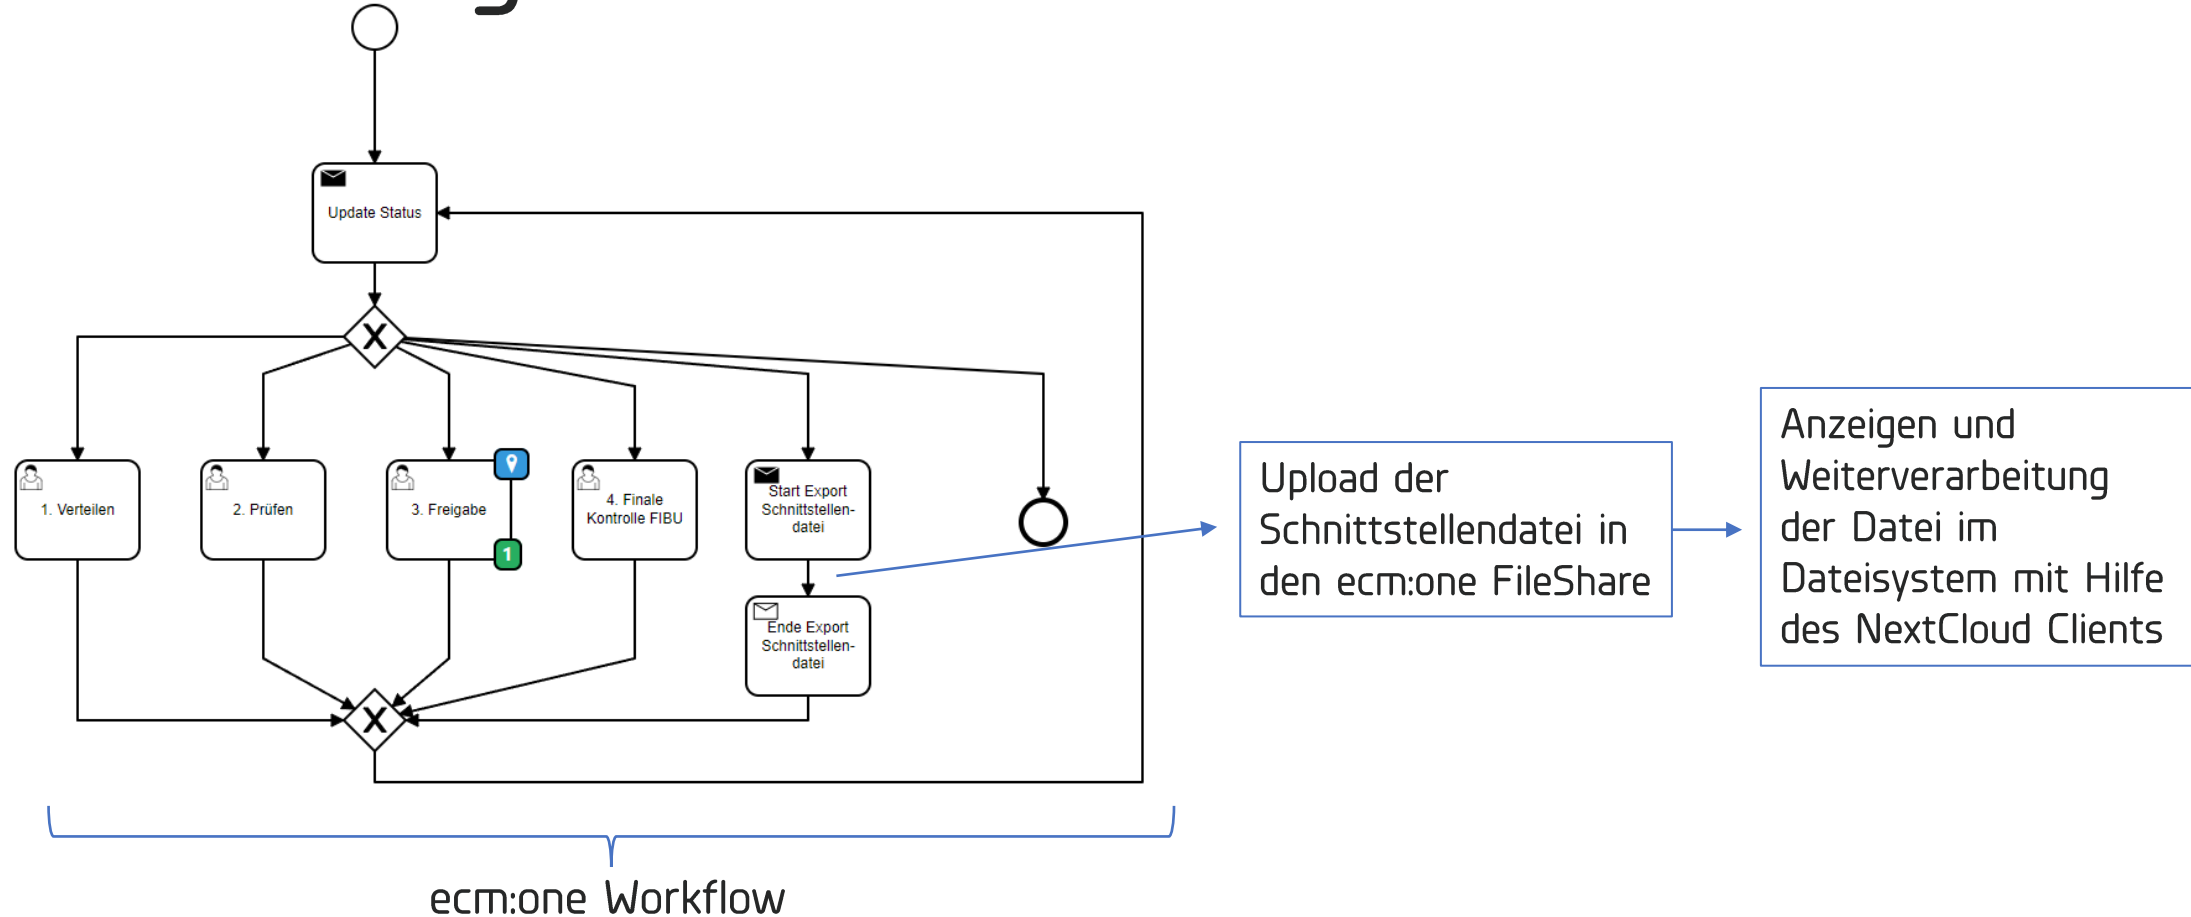 Update Status
X
1. Verteilen
2. Prüfen
3. Freigabe
1
4. Finale
Kontrolle FIBU
Start Export
Schnittstellen-
datei
Ende Export
Schnittstellen-
datei
X
Upload der
Schnittstellendatei in
den ecm:one FileShare
Anzeigen und
Weiterverarbeitung
der Datei im
Dateisystem mit Hilfe
des NextCloud Clients
ecm:one Workflow